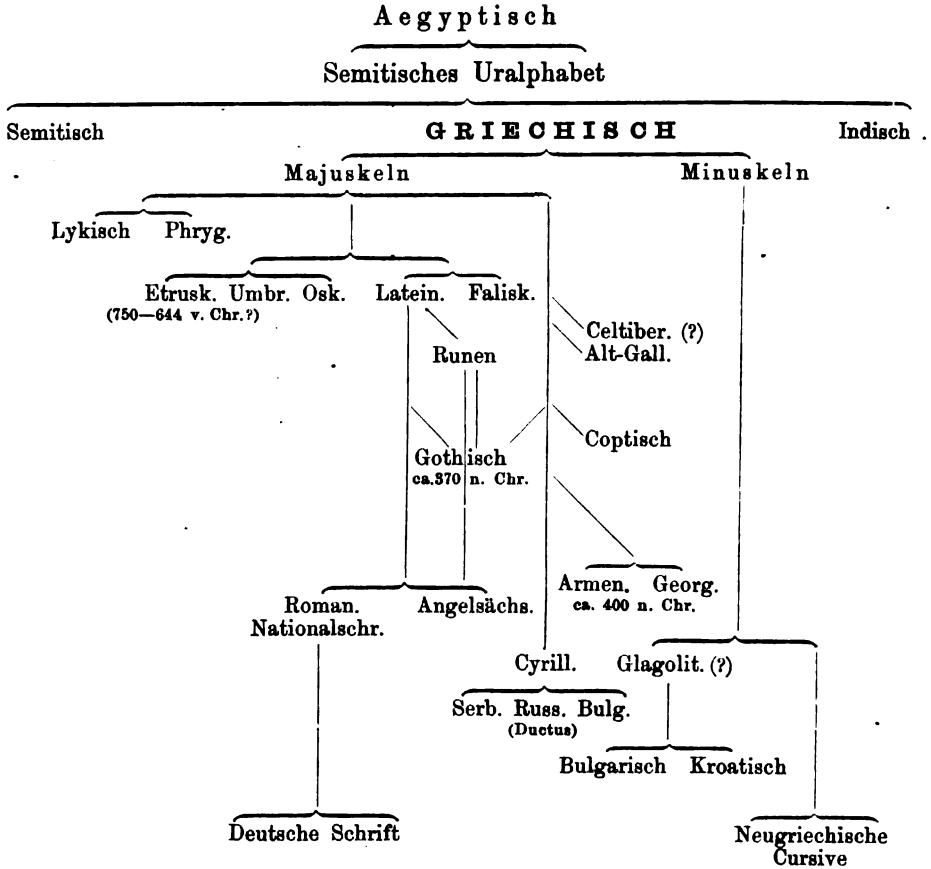 Aegyptisch
Semitisches Uralphabet
Semitisch GRIECHISCH Indisch.
Majuskeln Minuskeln
Lykisch Phryg.
Etrusk. Umbr. Osk. Latein. Falisk.
(750—644 v. Chr.?)
Celtiber. (?)
Runen Alt-Gall.
Coptisch
Gothisch
ca. 370 n. Chr.
Armen. Georg.
ca. 400 n. Chr.
Roman. Angelsächs.
Nationalschr.
Cyrill. Glagolit. (?)
Serb. Russ. Bulg.
(Ductus)
Bulgarisch Kroatisch
Deutsche Schrift Neugriechische
Cursive